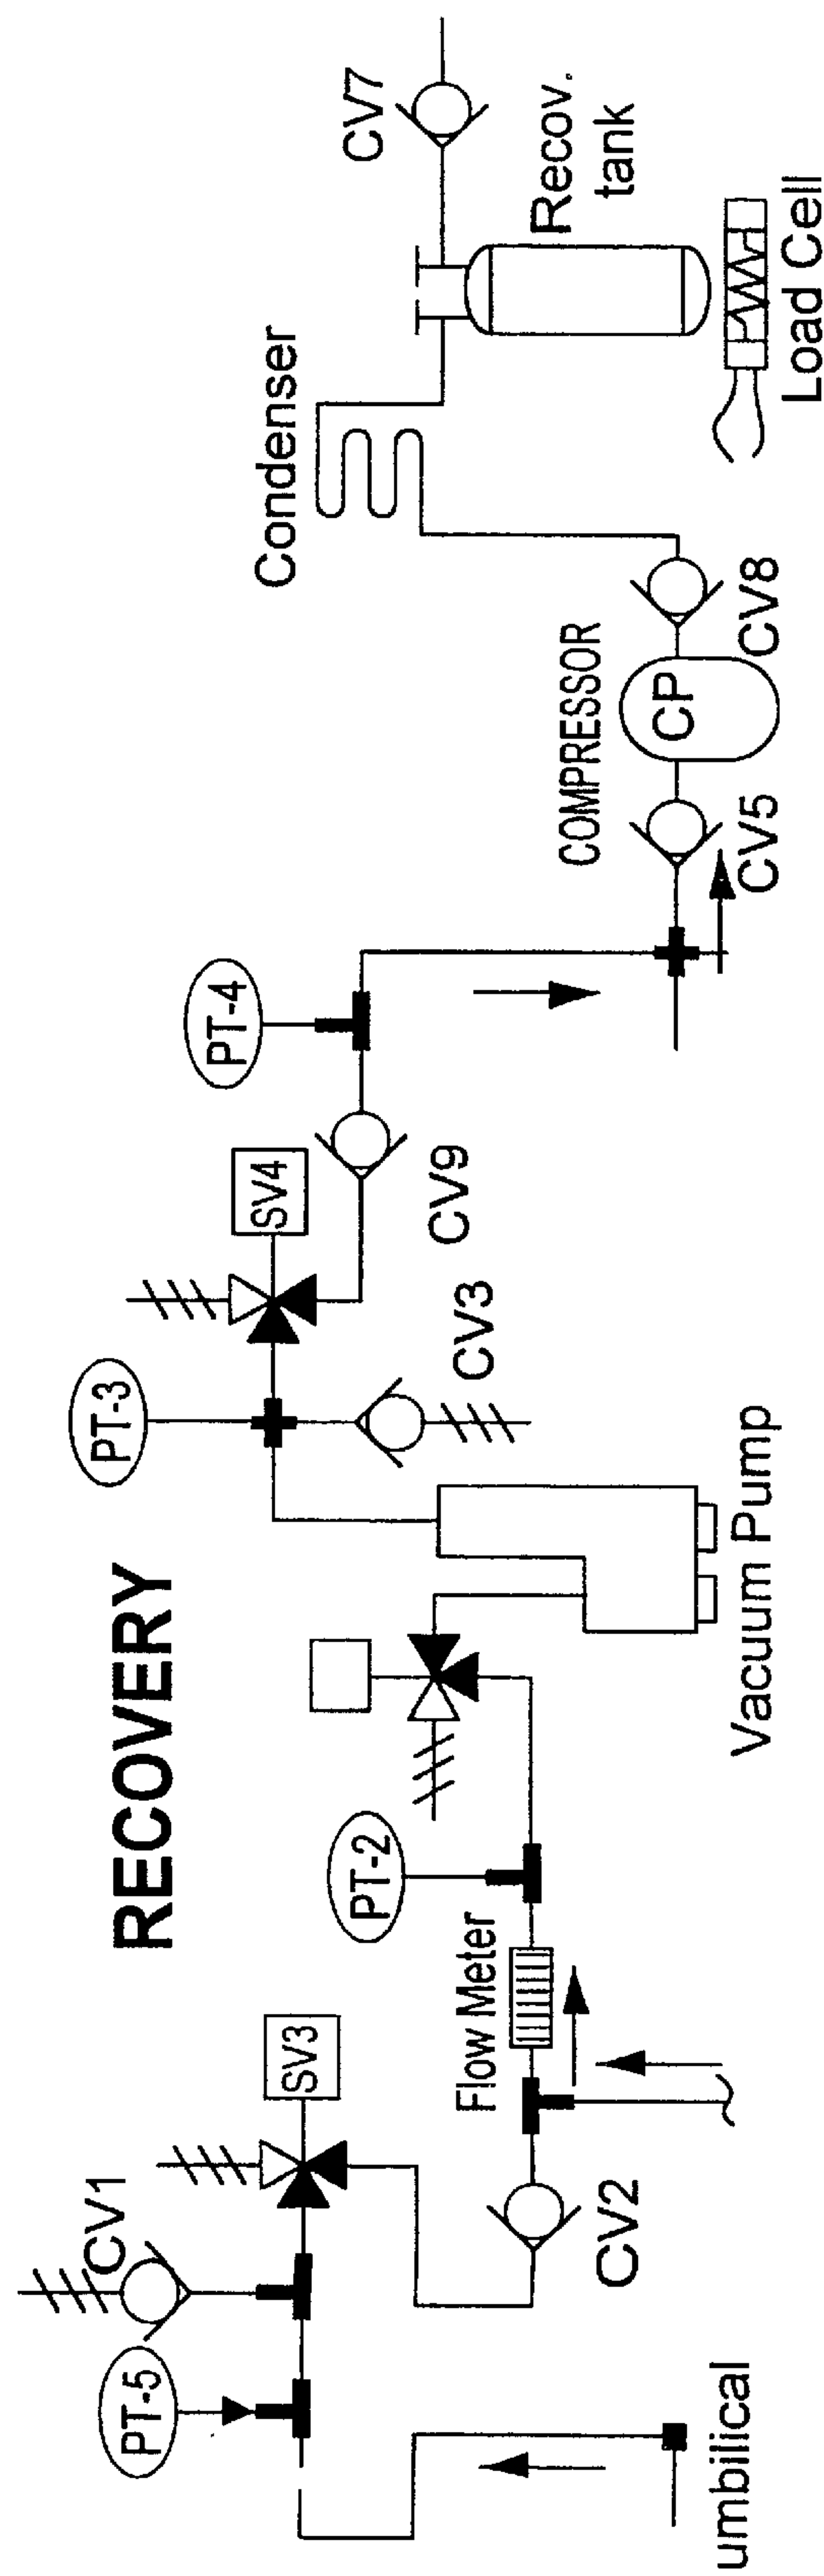 RECOVERY
umbilical
PT-5
CV1
SV3
CV2
Flow Meter
PT-2
Vacuum Pump
PT-3
CV3
SV4
CV9
PT-4
COMPRESSOR
CV5
CP
CV8
Condenser
Recov.
tank
Load Cell
CV7